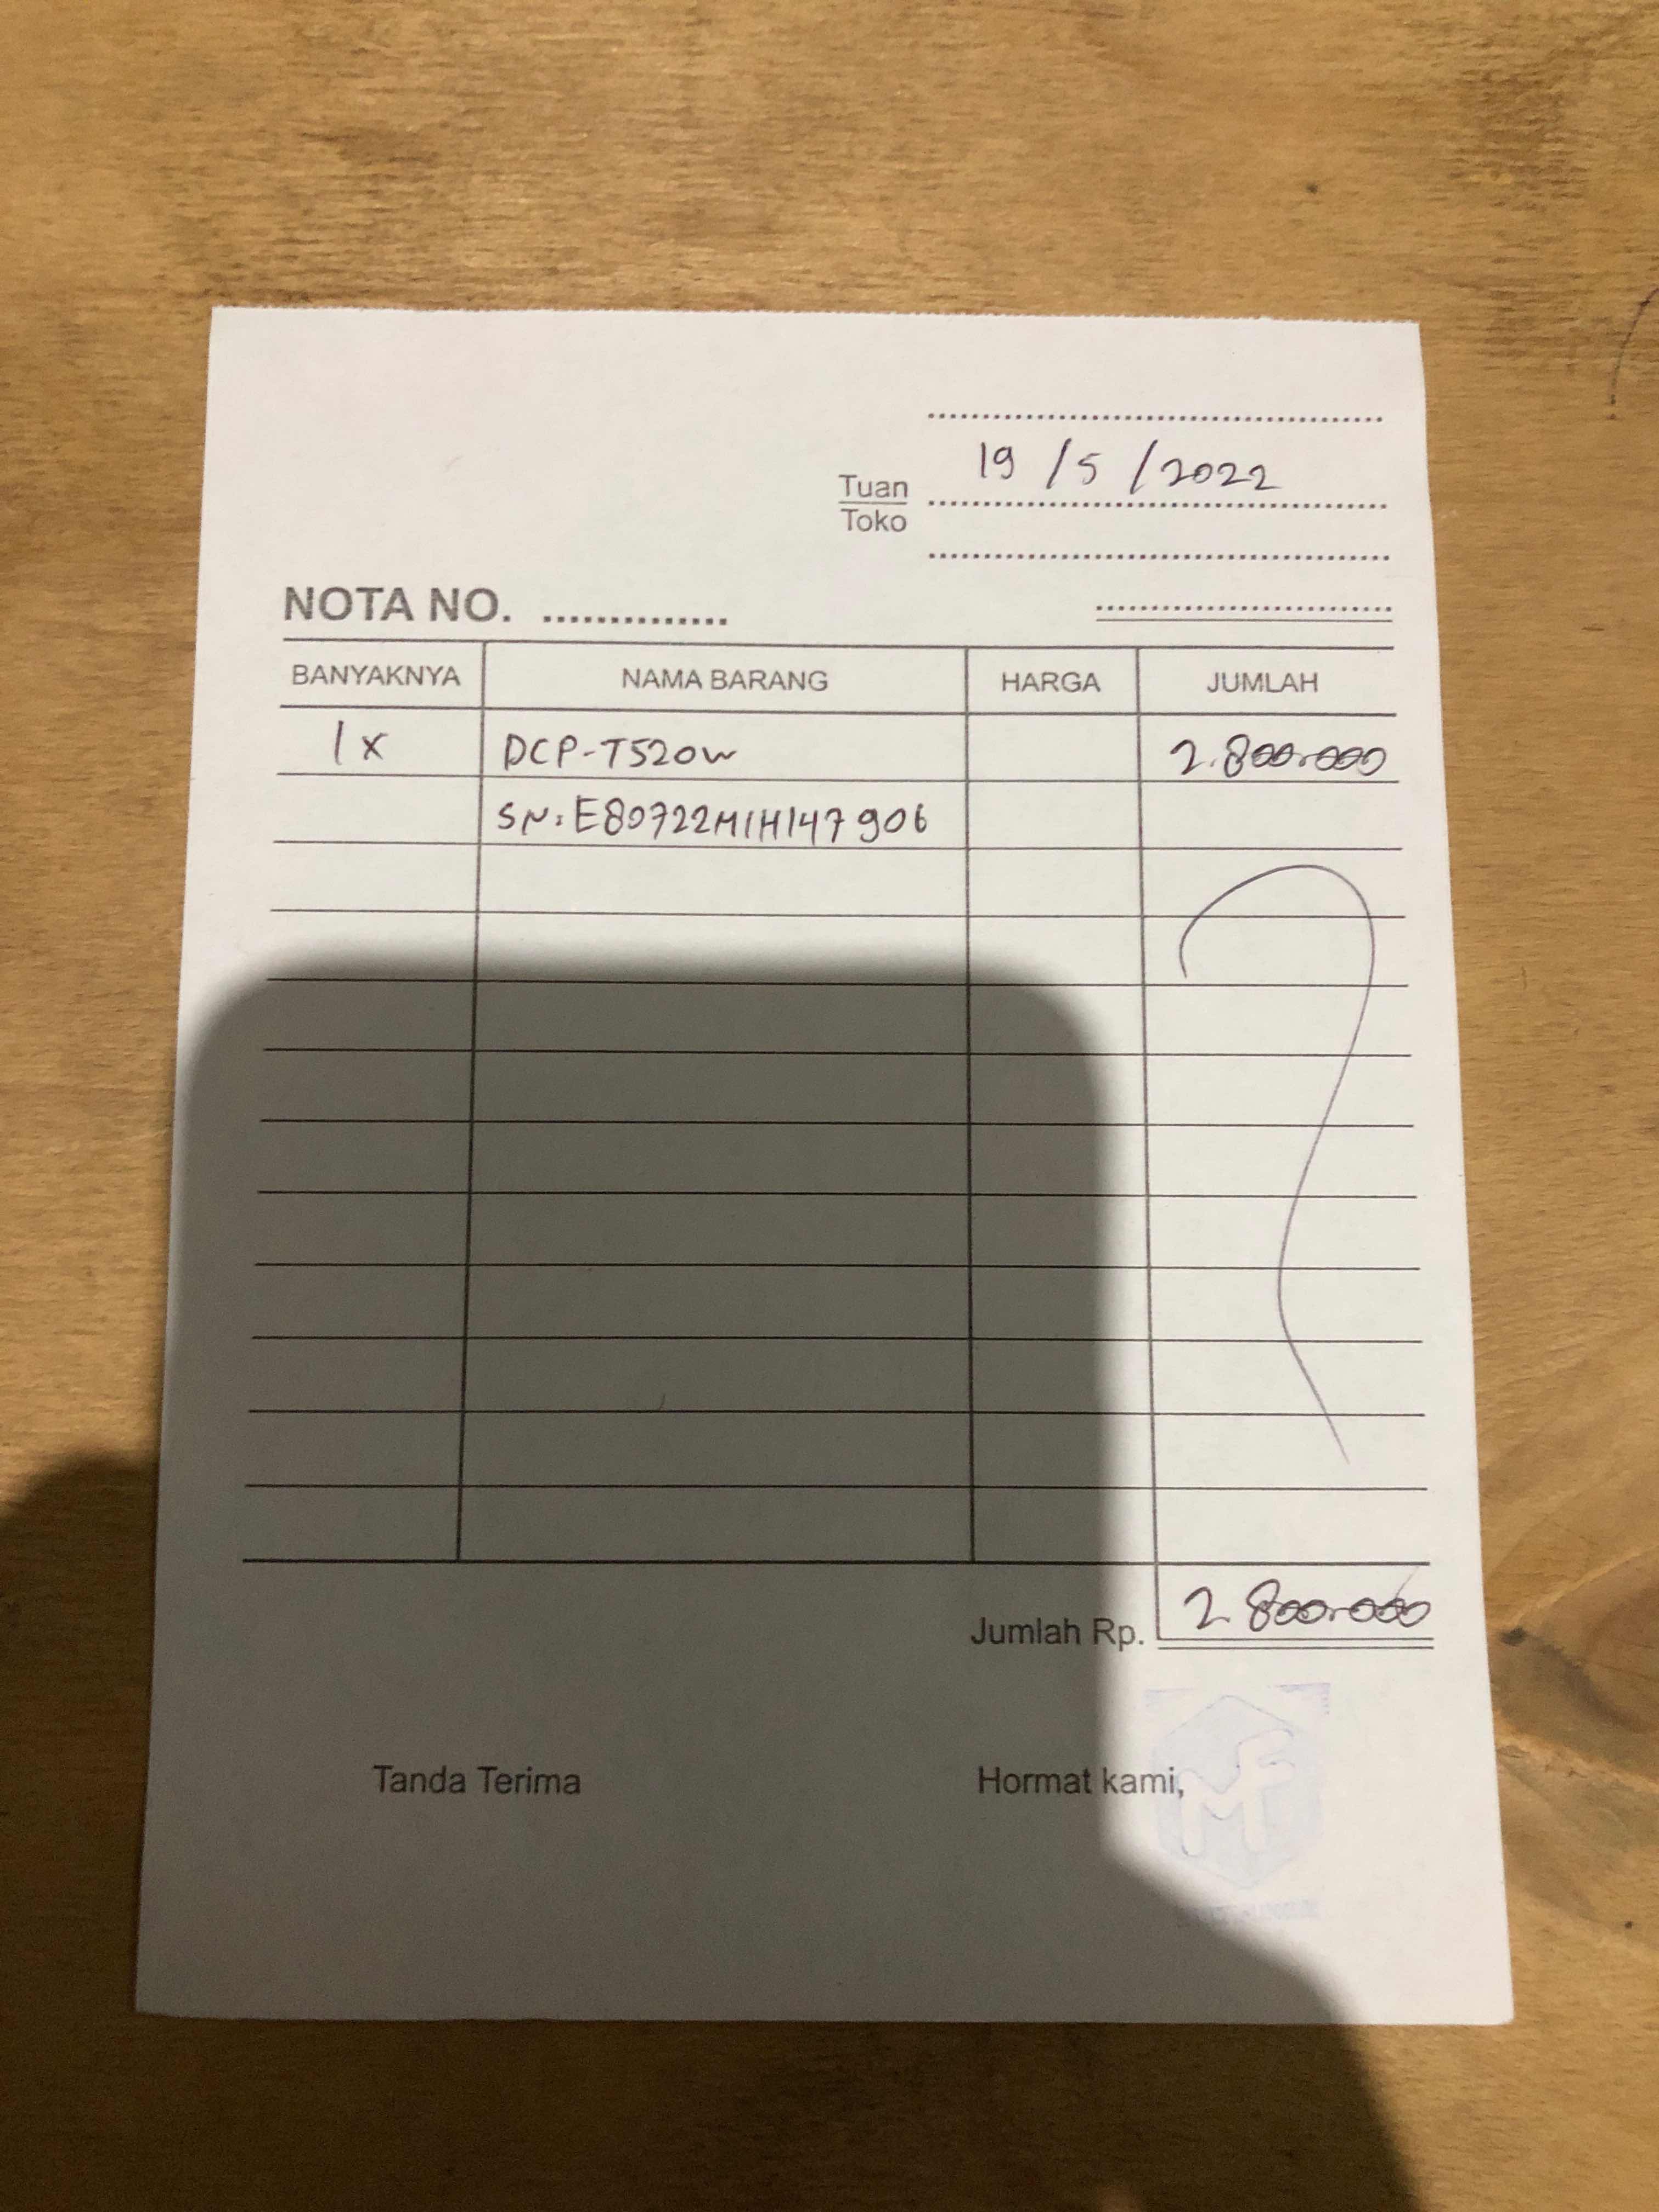 19/5/2022
Tuan
Toko
NOTA NO. ..............
BANYAKNYA NAMA BARANG HARGA JUMLAH
1x DCP-T520W 2.800.000
SN: E80722M1H147906
Jumlah Rp. 2.800.000
Tanda Terima Hormat kami,
MF